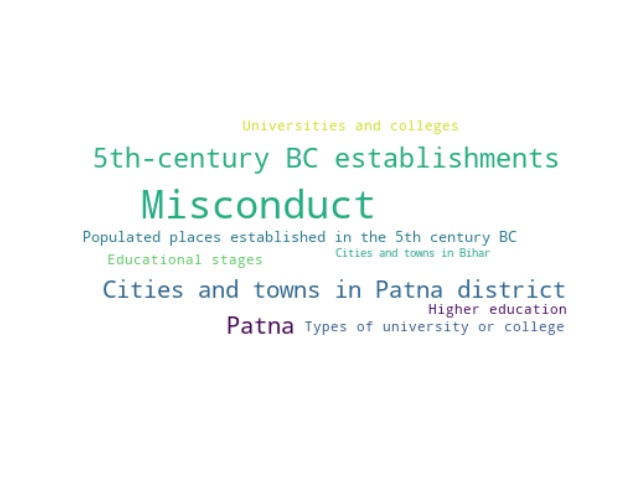 Universities and colleges
5th-century BC establishments
Misconduct
Populated places established in the 5th century BC
Cities and towns in Bihar
Educational stages
Cities and towns in Patna district
Higher education
Patna
Types of university or college